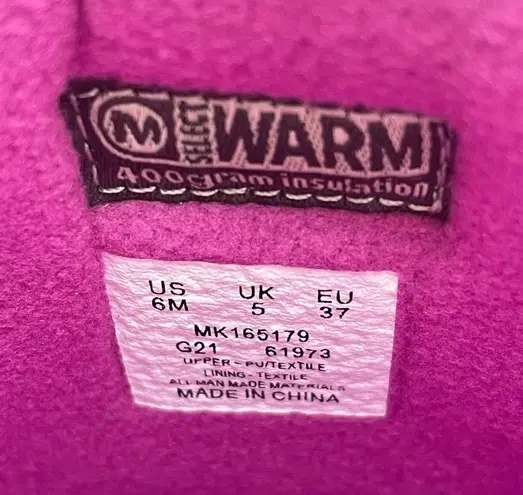 M SELECT WARM
400gram insulation
US UK EU
6M 5 37
MK165179
G21 61973
UPPER-PU/TEXTILE
LINING-TEXTILE
ALL MAN MADE MATERIALS
MADE IN CHINA